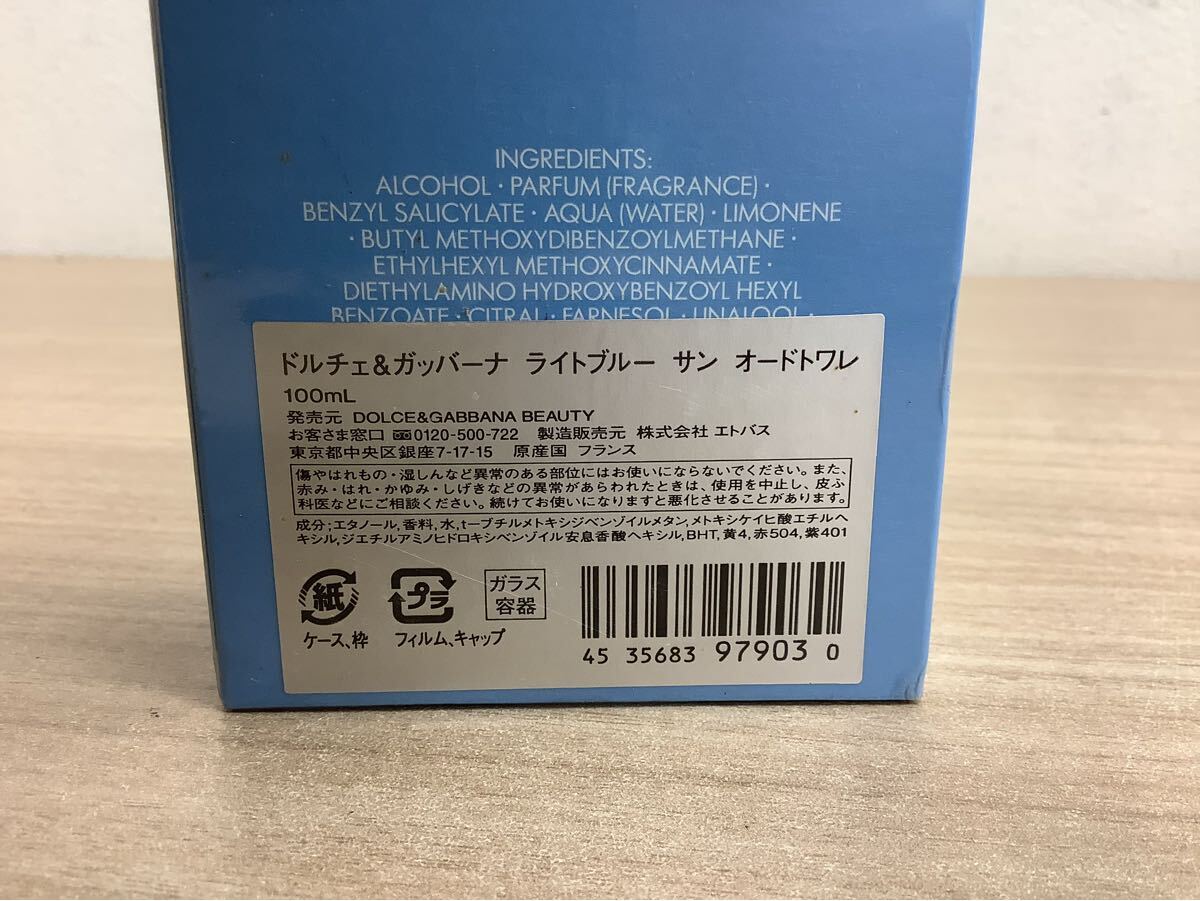 INGREDIENTS:
ALCOHOL · PARFUM (FRAGRANCE) ·
BENZYL SALICYLATE · AQUA (WATER) · LIMONENE
· BUTYL METHOXYDIBENZOYLMETHANE ·
ETHYLHEXYL METHOXYCINNAMATE ·
DIETHYLAMINO HYDROXYBENZOYL HEXYL
BENZOATE · CITRAL · FARNESOL · LINALOOL ·
ドルチェ&ガッバーナ ライトブルー サン オードトワレ
100mL
発売元 DOLCE&GABBANA BEAUTY
お客さま窓口 0120-500-722 製造販売元 株式会社 エトバス
東京都中央区銀座7-17-15 原産国 フランス
傷やはれもの・湿しんなど異常のある部位にはお使いにならないでください。また、
赤み・はれ・かゆみ・しげきなどの異常があらわれたときは、使用を中止し、皮ふ
科医などにご相談ください。続けてお使いになりますと悪化させることがあります。
成分;エタノール,香料,水,t-ブチルメトキシジベンゾイルメタン,メトキシケイヒ酸エチルヘ
キシル,ジエチルアミノヒドロキシベンゾイル安息香酸ヘキシル,BHT,黄4,赤504,紫401
紙
ケース、枠
プラ
フィルム、キャップ
ガラス
容器
45 35683 97903 0